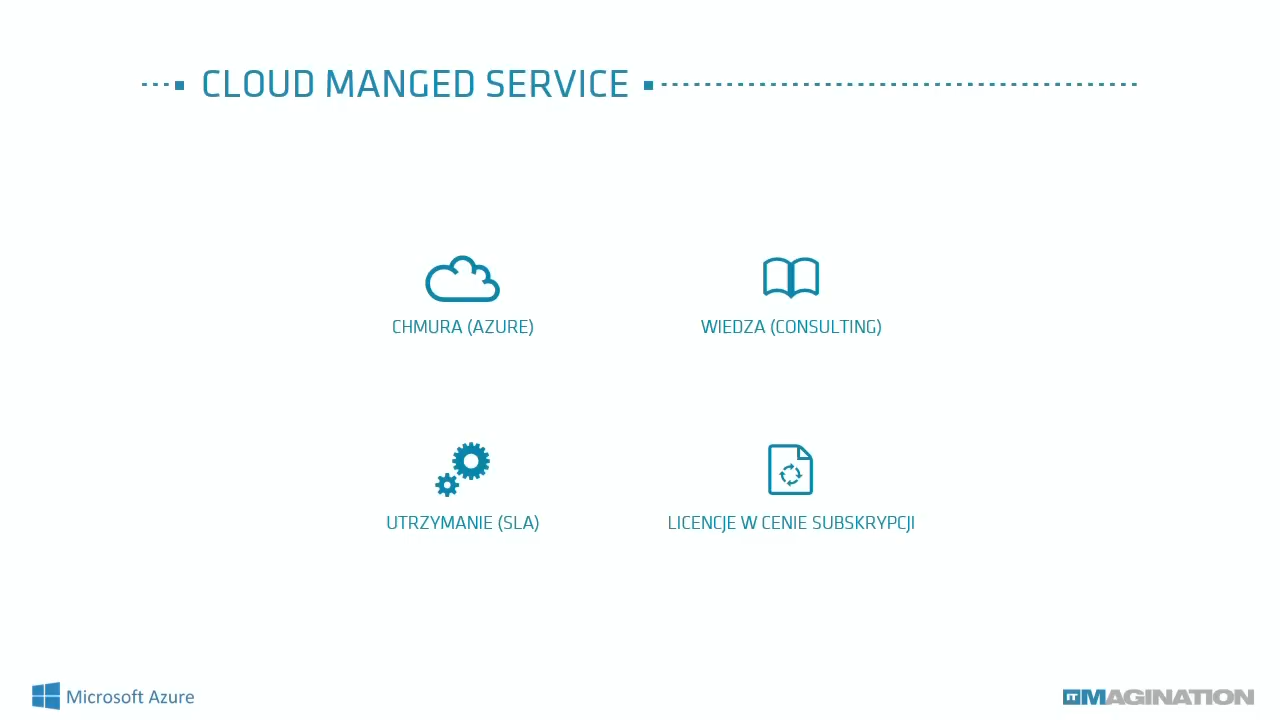 CLOUD MANGED SERVICE
CHMURA (AZURE)
WIEDZA (CONSULTING)
UTRZYMANIE (SLA)
LICENCJE W CENIE SUBSKRYPCJI
Microsoft Azure
ITMAGINATION